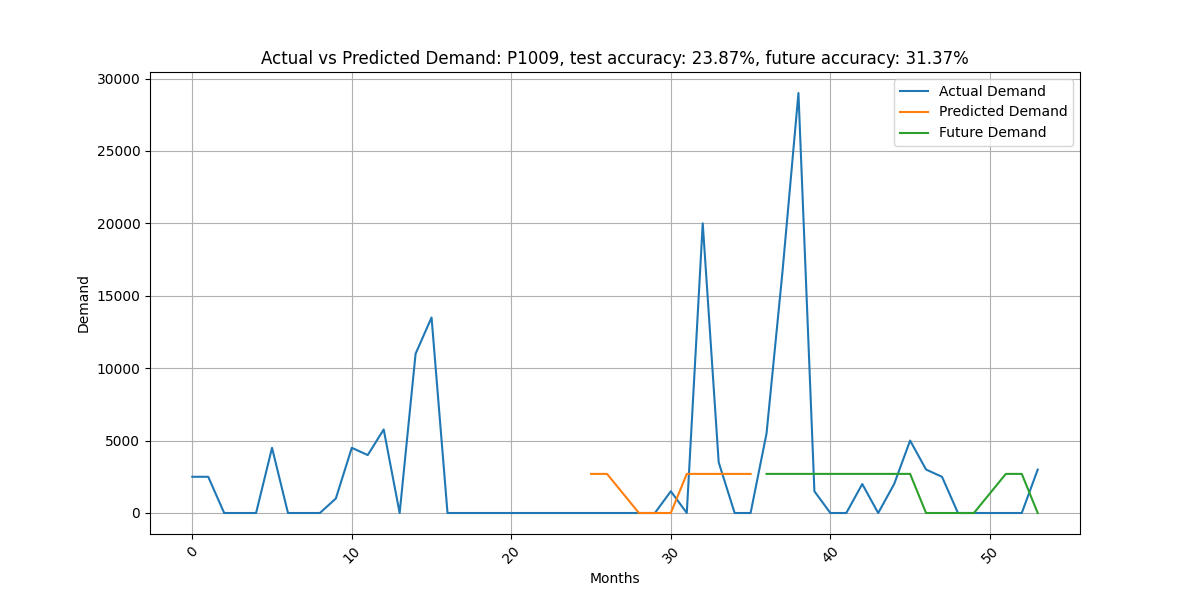 Actual vs Predicted Demand: P1009, test accuracy: 23.87%, future accuracy: 31.37%
Actual Demand
Predicted Demand
Future Demand
30000
25000
20000
15000
10000
5000
0
Demand
0
10
20
30
40
50
Months